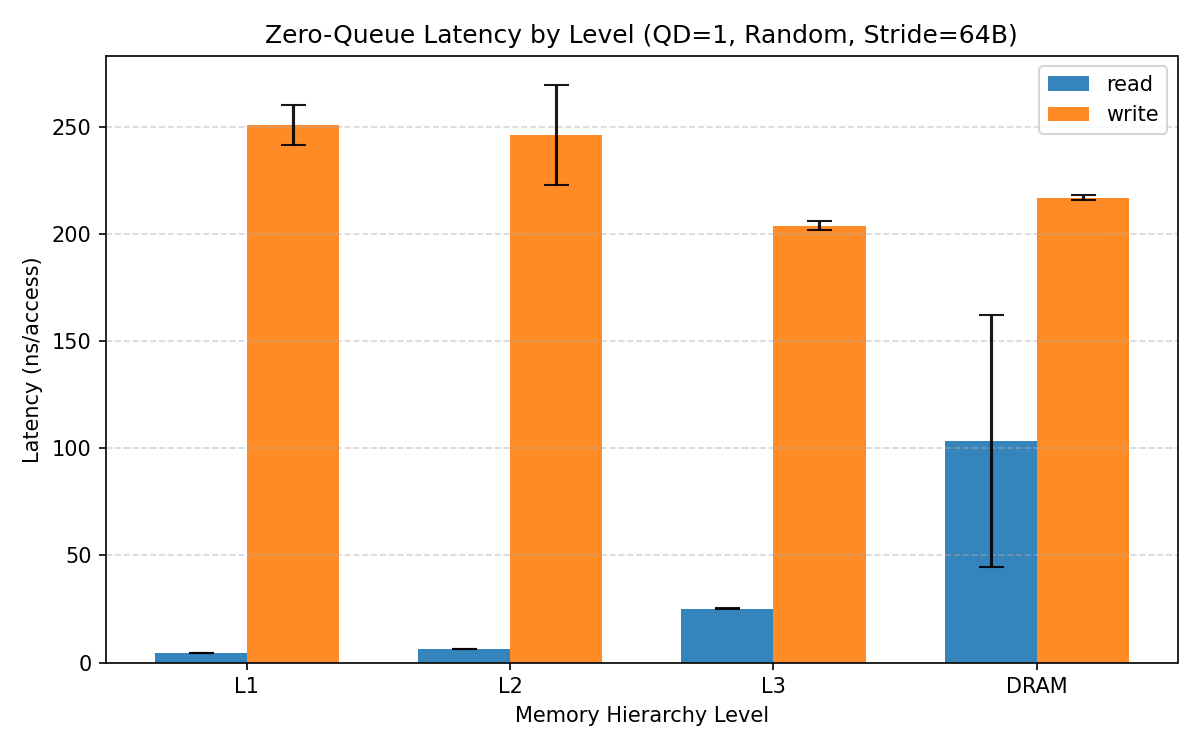 Zero-Queue Latency by Level (QD=1, Random, Stride=64B)
read
write
Latency (ns/access)
250
200
150
100
50
0
L1 L2 L3 DRAM
Memory Hierarchy Level